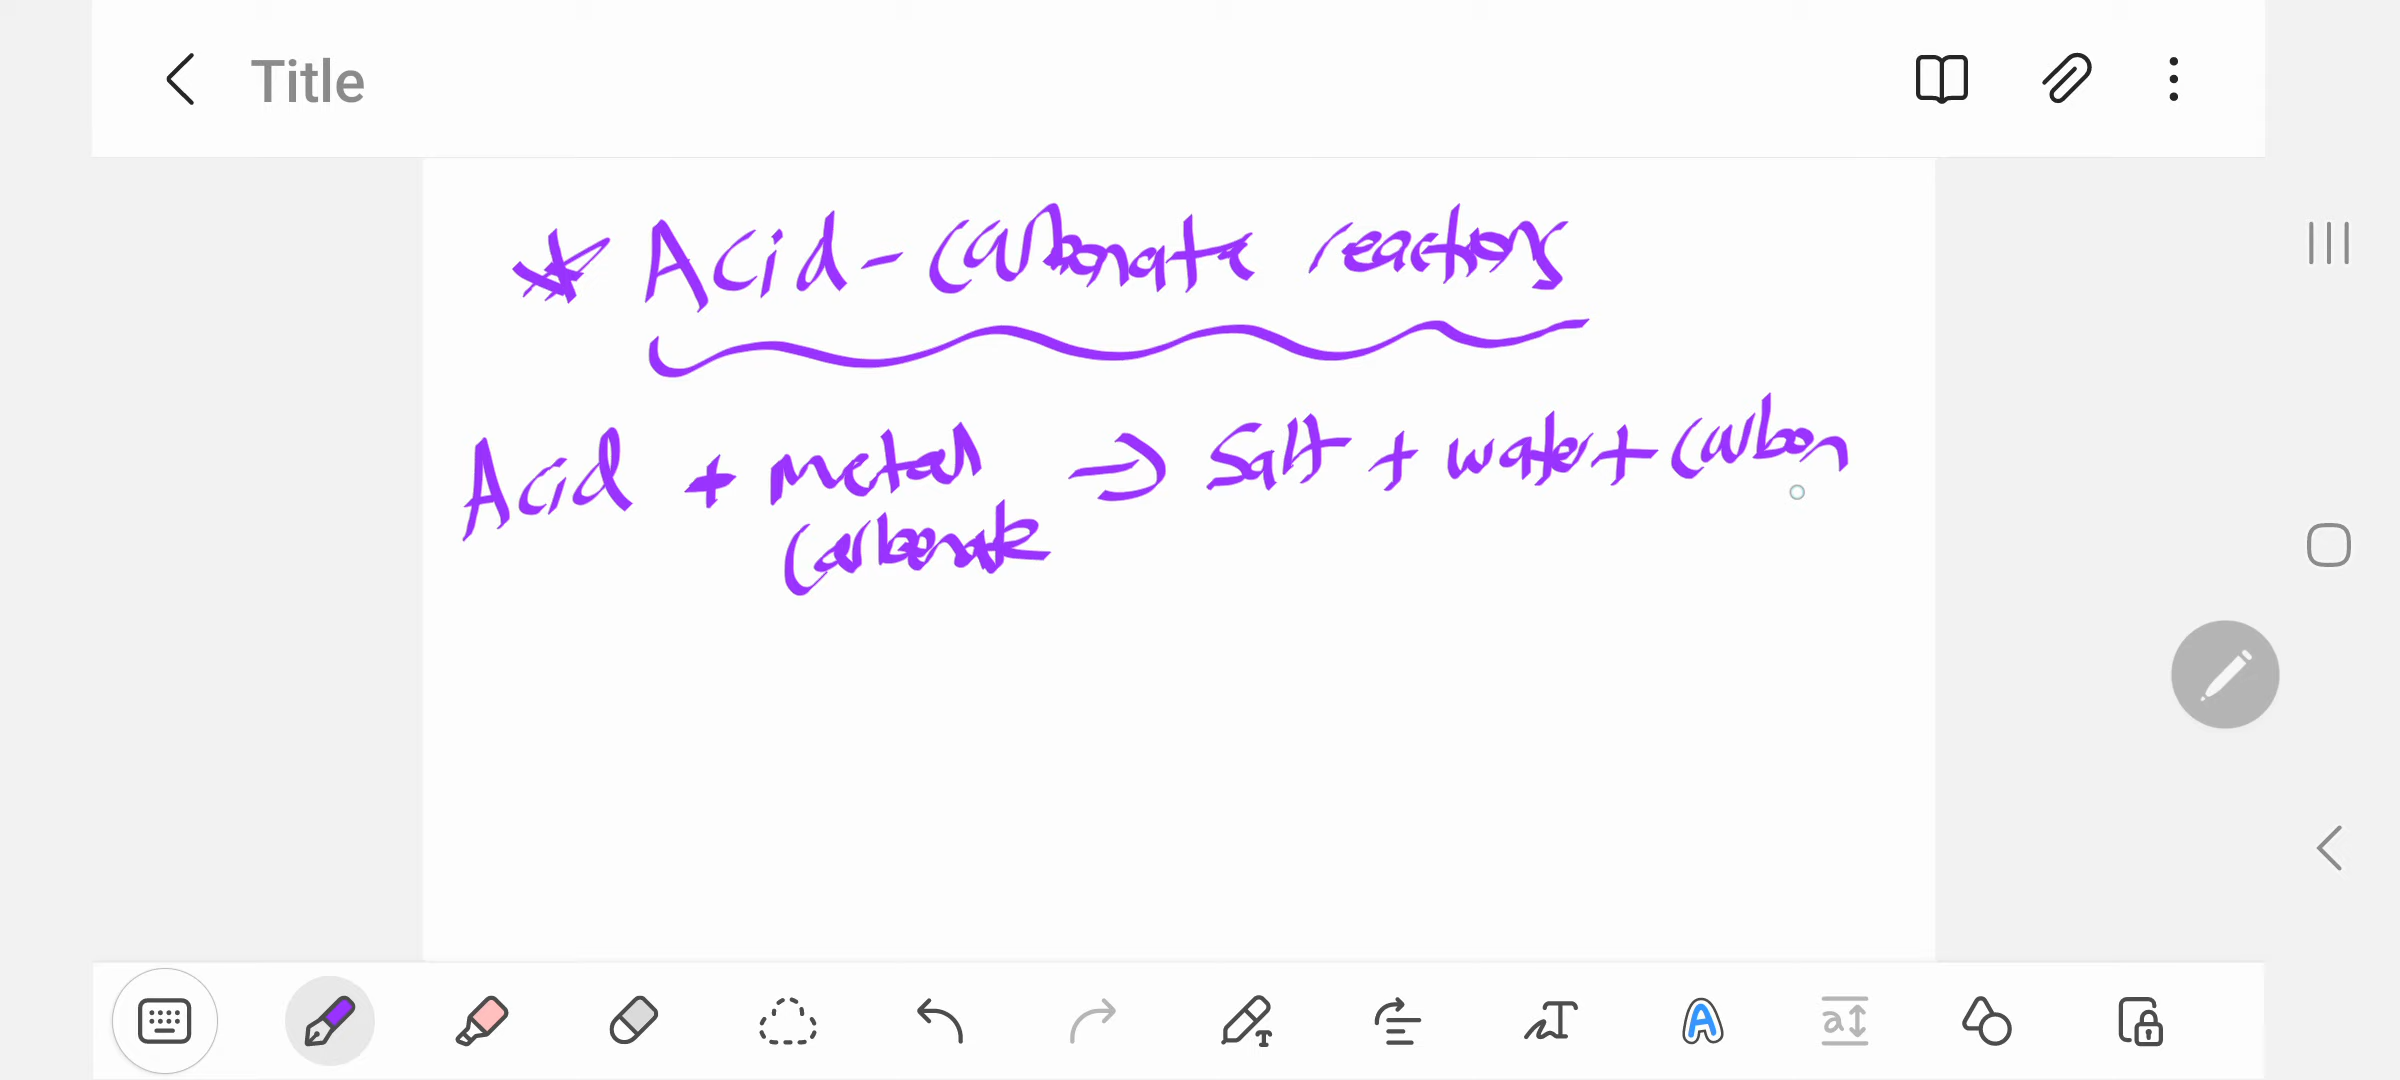 Title
* Acid-Carbonate reactions
Acid + metal → Salt + water + Carbon
Carbonate